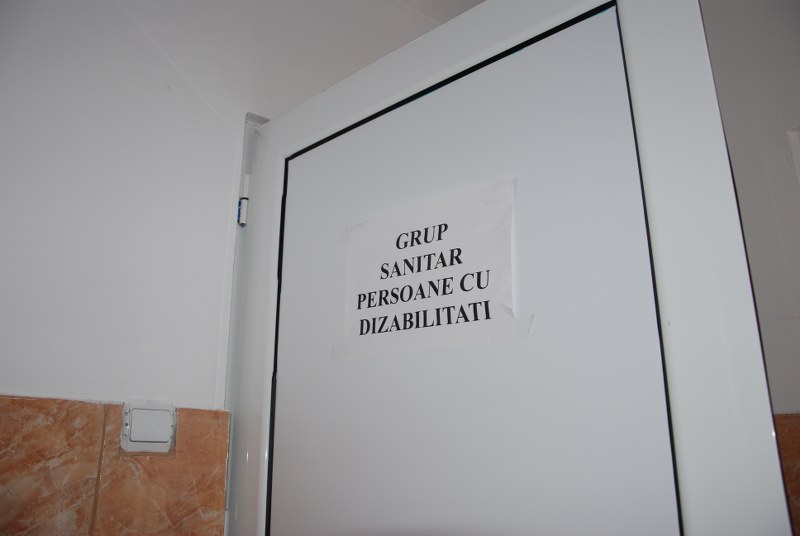 GRUP
SANITAR
PERSOANE CU
DIZABILITATI